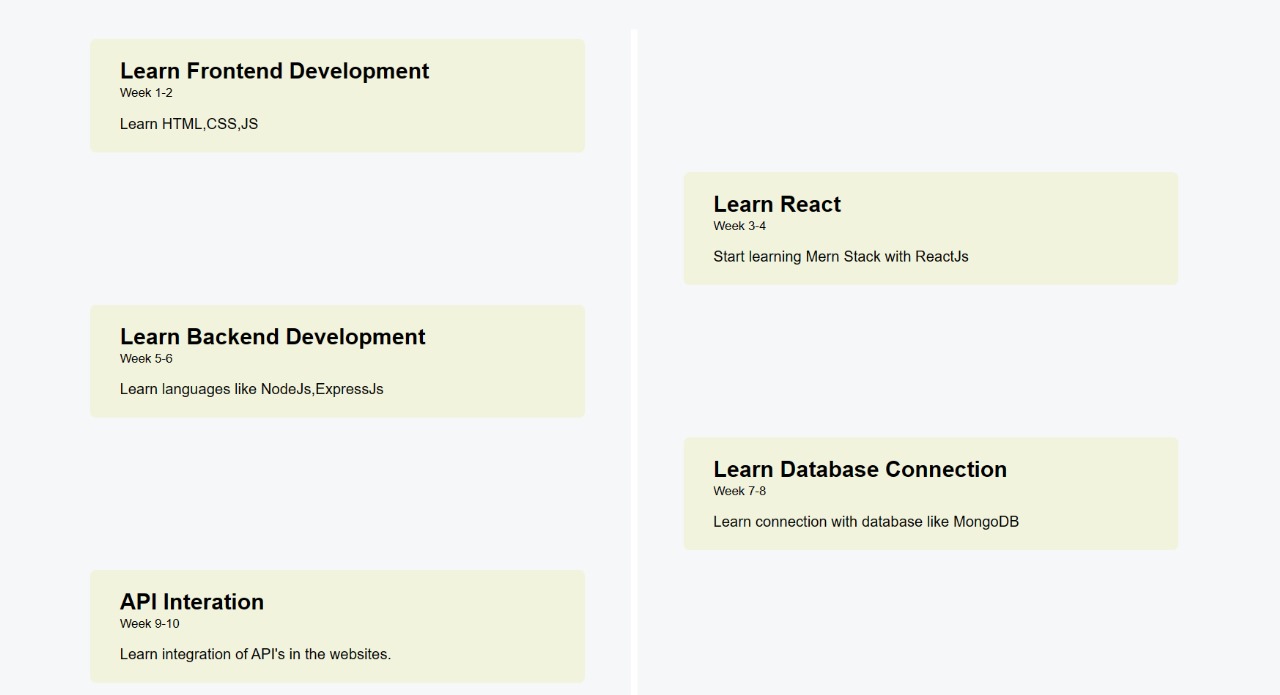 Learn Frontend Development
Week 1-2
Learn HTML,CSS,JS
Learn React
Week 3-4
Start learning Mern Stack with ReactJs
Learn Backend Development
Week 5-6
Learn languages like NodeJs,ExpressJs
Learn Database Connection
Week 7-8
Learn connection with database like MongoDB
API Interation
Week 9-10
Learn integration of API's in the websites.